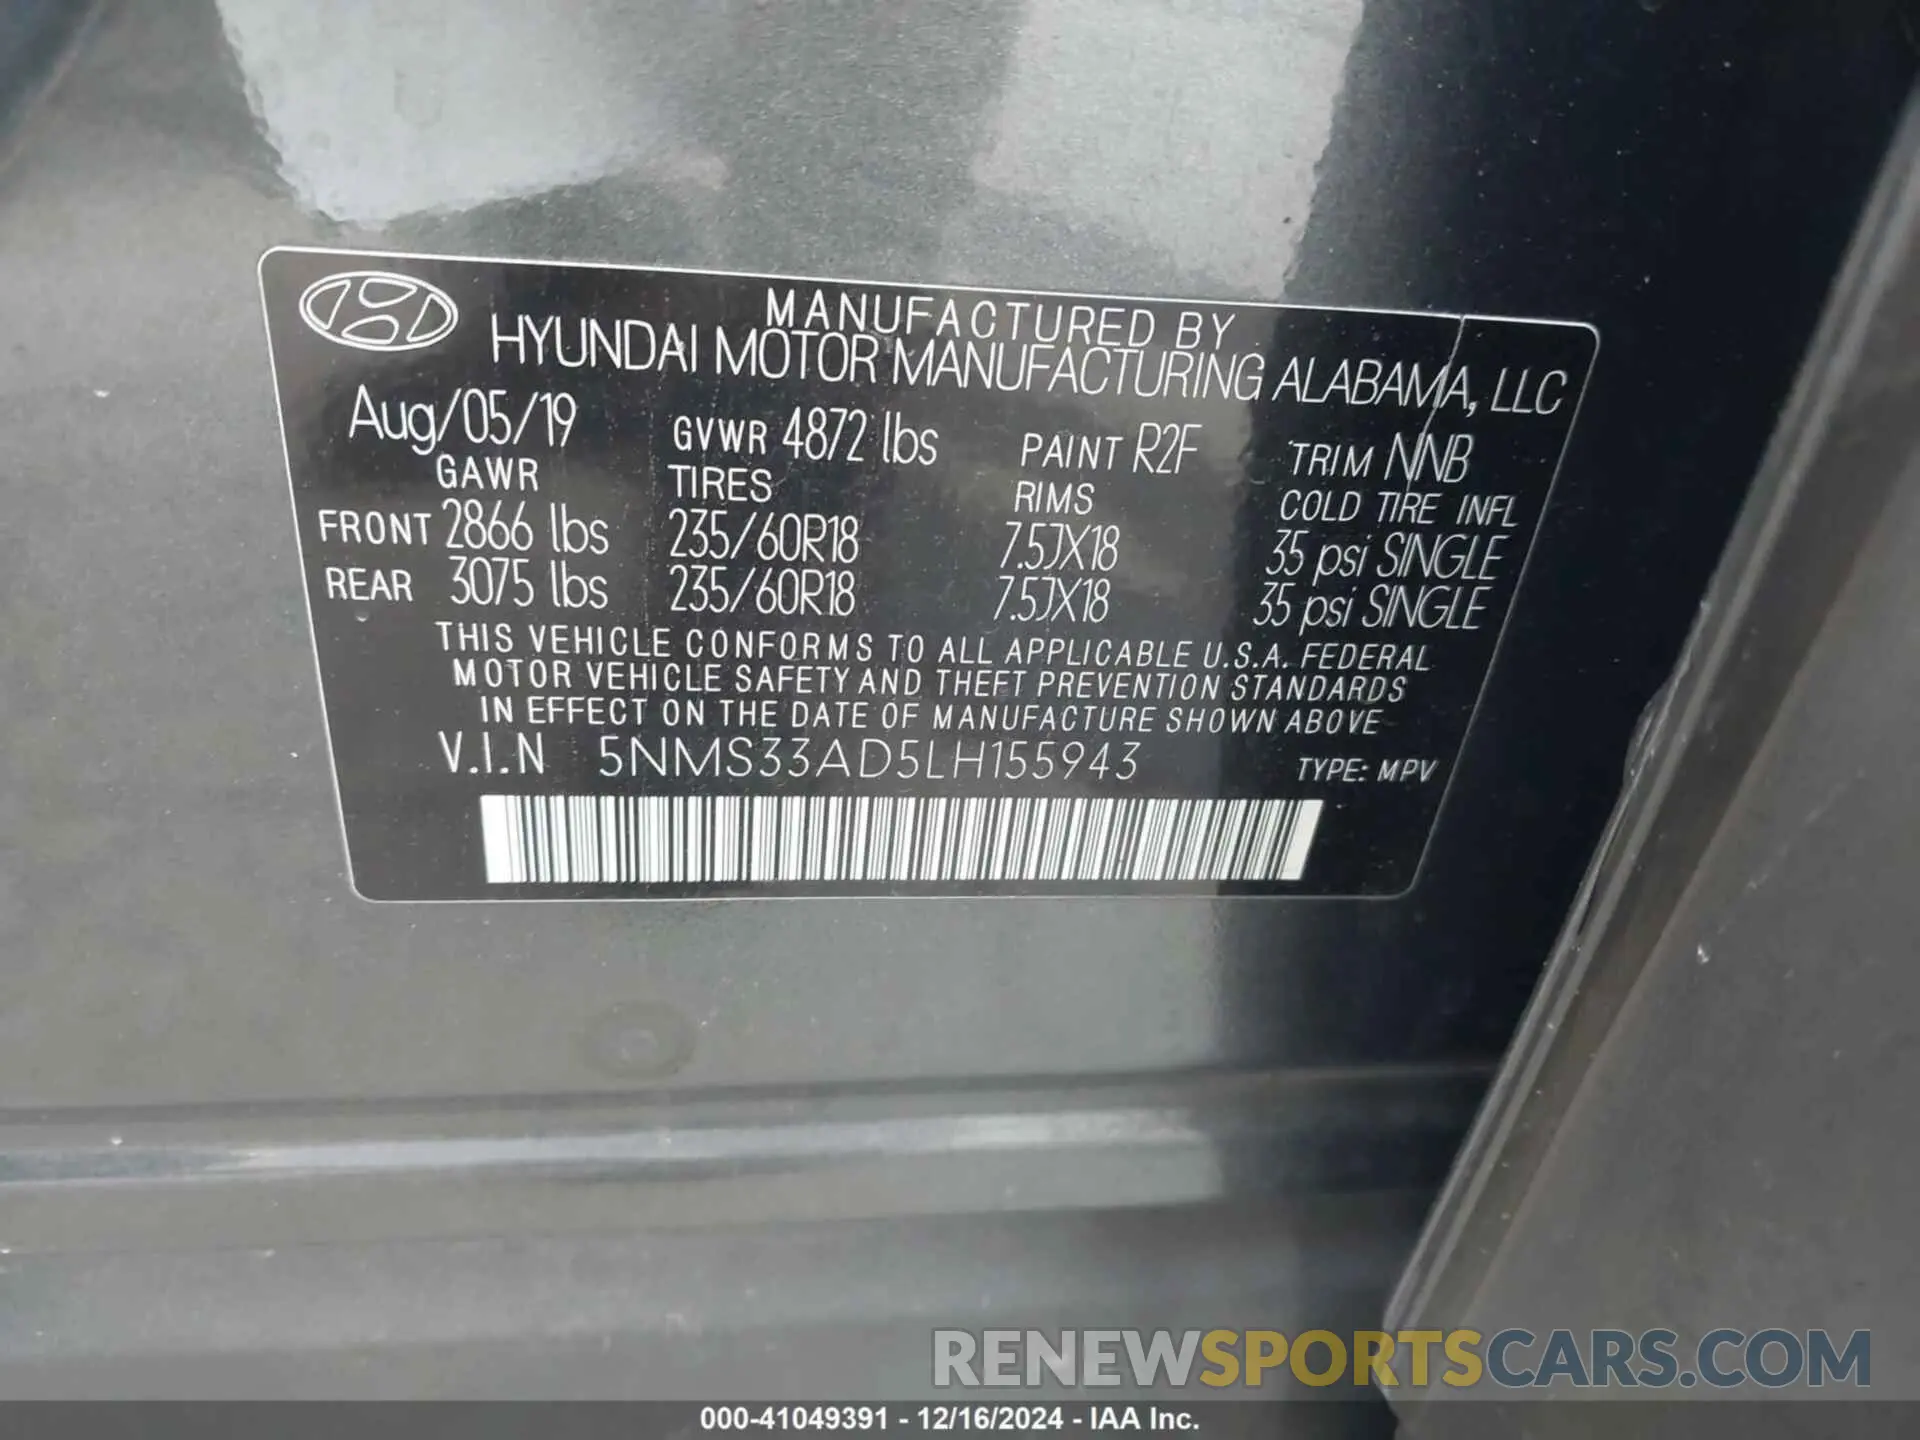 MANUFACTURED BY
HYUNDAI MOTOR MANUFACTURING ALABAMA, LLC
Aug/05/19 GVWR 4872 lbs PAINT R2F TRIM NNB
GAWR TIRES RIMS COLD TIRE INFL
FRONT 2866 lbs 235/60R18 7.5JX18 35 psi SINGLE
REAR 3075 lbs 235/60R18 7.5JX18 35 psi SINGLE
THIS VEHICLE CONFORMS TO ALL APPLICABLE U.S.A. FEDERAL
MOTOR VEHICLE SAFETY AND THEFT PREVENTION STANDARDS
IN EFFECT ON THE DATE OF MANUFACTURE SHOWN ABOVE
V.I.N 5NMS33AD5LH155943 TYPE: MPV
RENEWSPORTSCARS.COM
000-41049391 - 12/16/2024 - IAA Inc.